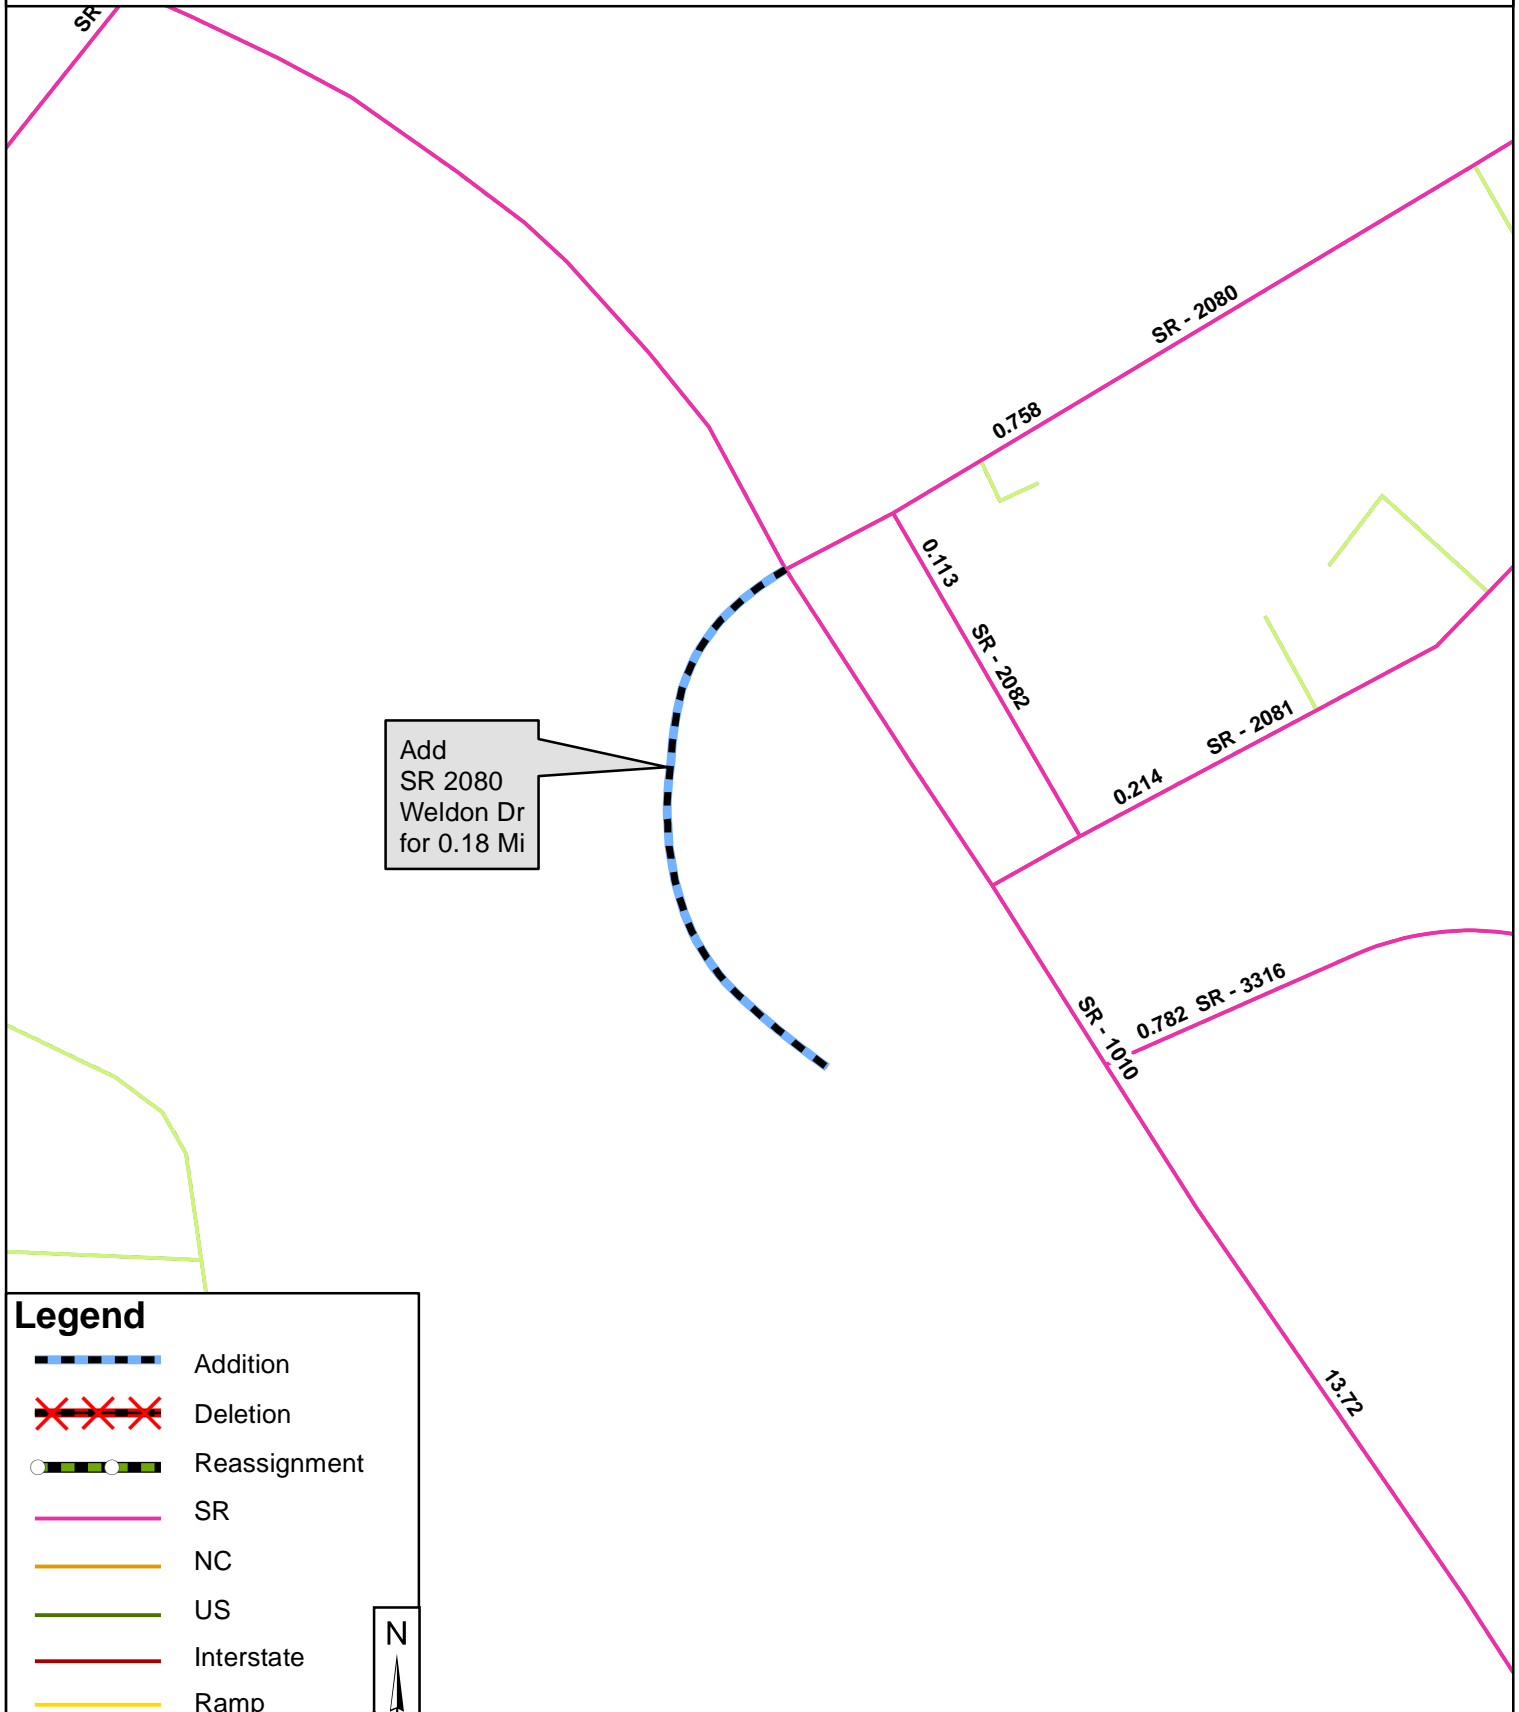 SR
SR - 2080
0.758
0.113
SR - 2082
SR - 2081
0.214
Add
SR 2080
Weldon Dr
for 0.18 Mi
0.782 SR - 3316
SR - 1010
13.72
Legend
Addition
Deletion
Reassignment
SR
NC
US
Interstate
Ramp
N